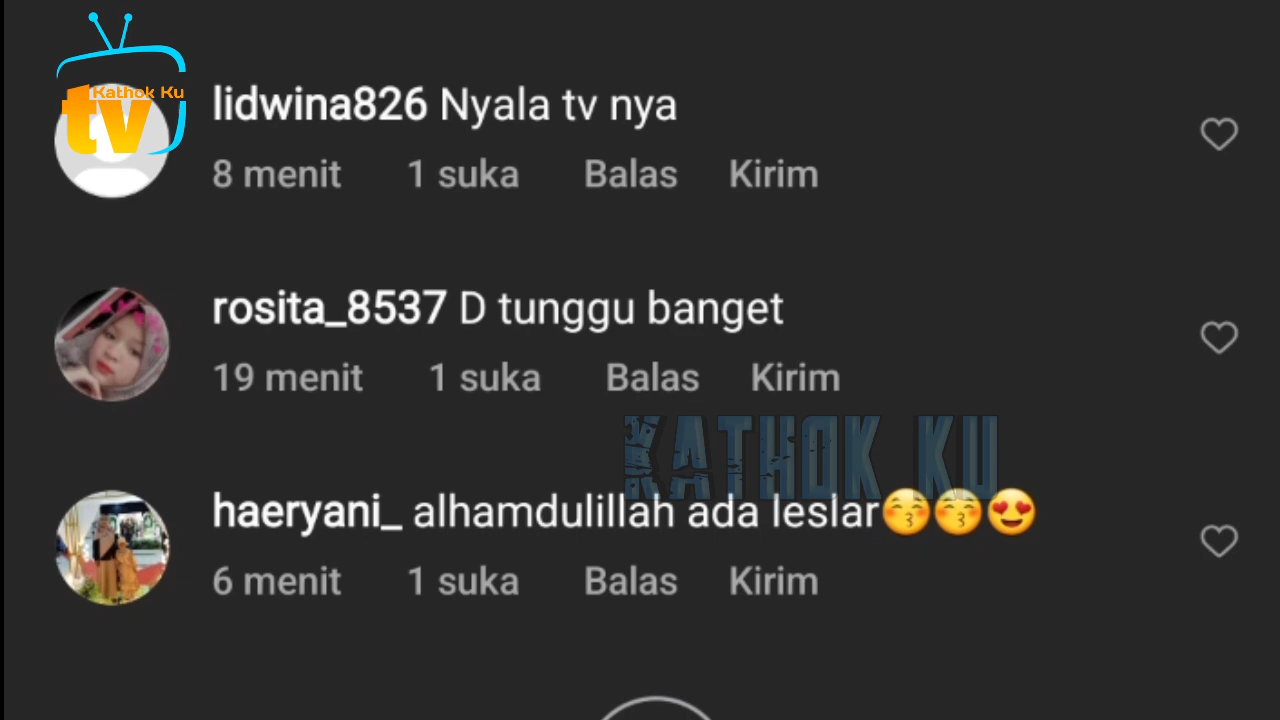 Kathok Ku
tv
lidwina826 Nyala tv nya
8 menit 1 suka Balas Kirim
rosita_8537 D tunggu banget
19 menit 1 suka Balas Kirim
KATHOK KU
haeryani_ alhamdulillah ada leslar😚😚😍
6 menit 1 suka Balas Kirim